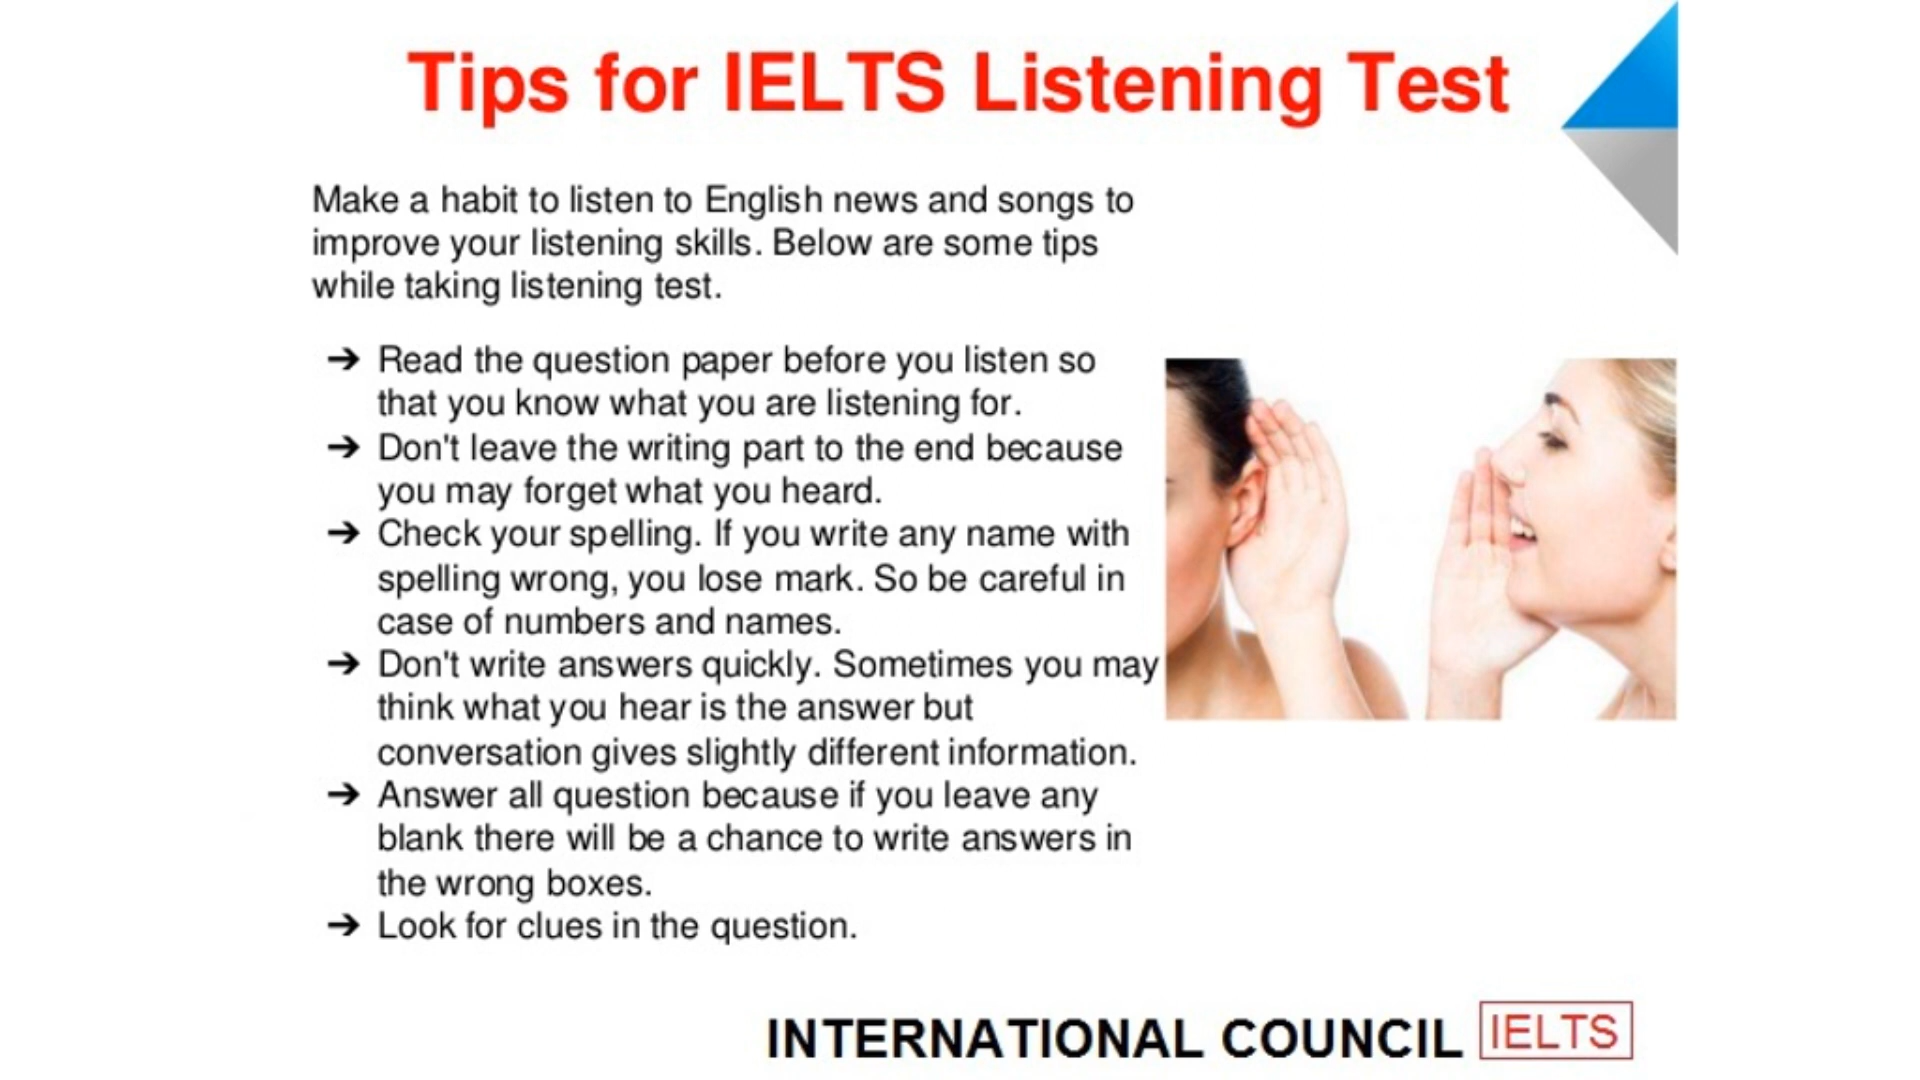 Tips for IELTS Listening Test
Make a habit to listen to English news and songs to
improve your listening skills. Below are some tips
while taking listening test.
➔ Read the question paper before you listen so
that you know what you are listening for.
➔ Don't leave the writing part to the end because
you may forget what you heard.
➔ Check your spelling. If you write any name with
spelling wrong, you lose mark. So be careful in
case of numbers and names.
➔ Don't write answers quickly. Sometimes you may
think what you hear is the answer but
conversation gives slightly different information.
➔ Answer all question because if you leave any
blank there will be a chance to write answers in
the wrong boxes.
➔ Look for clues in the question.
INTERNATIONAL COUNCIL IELTS